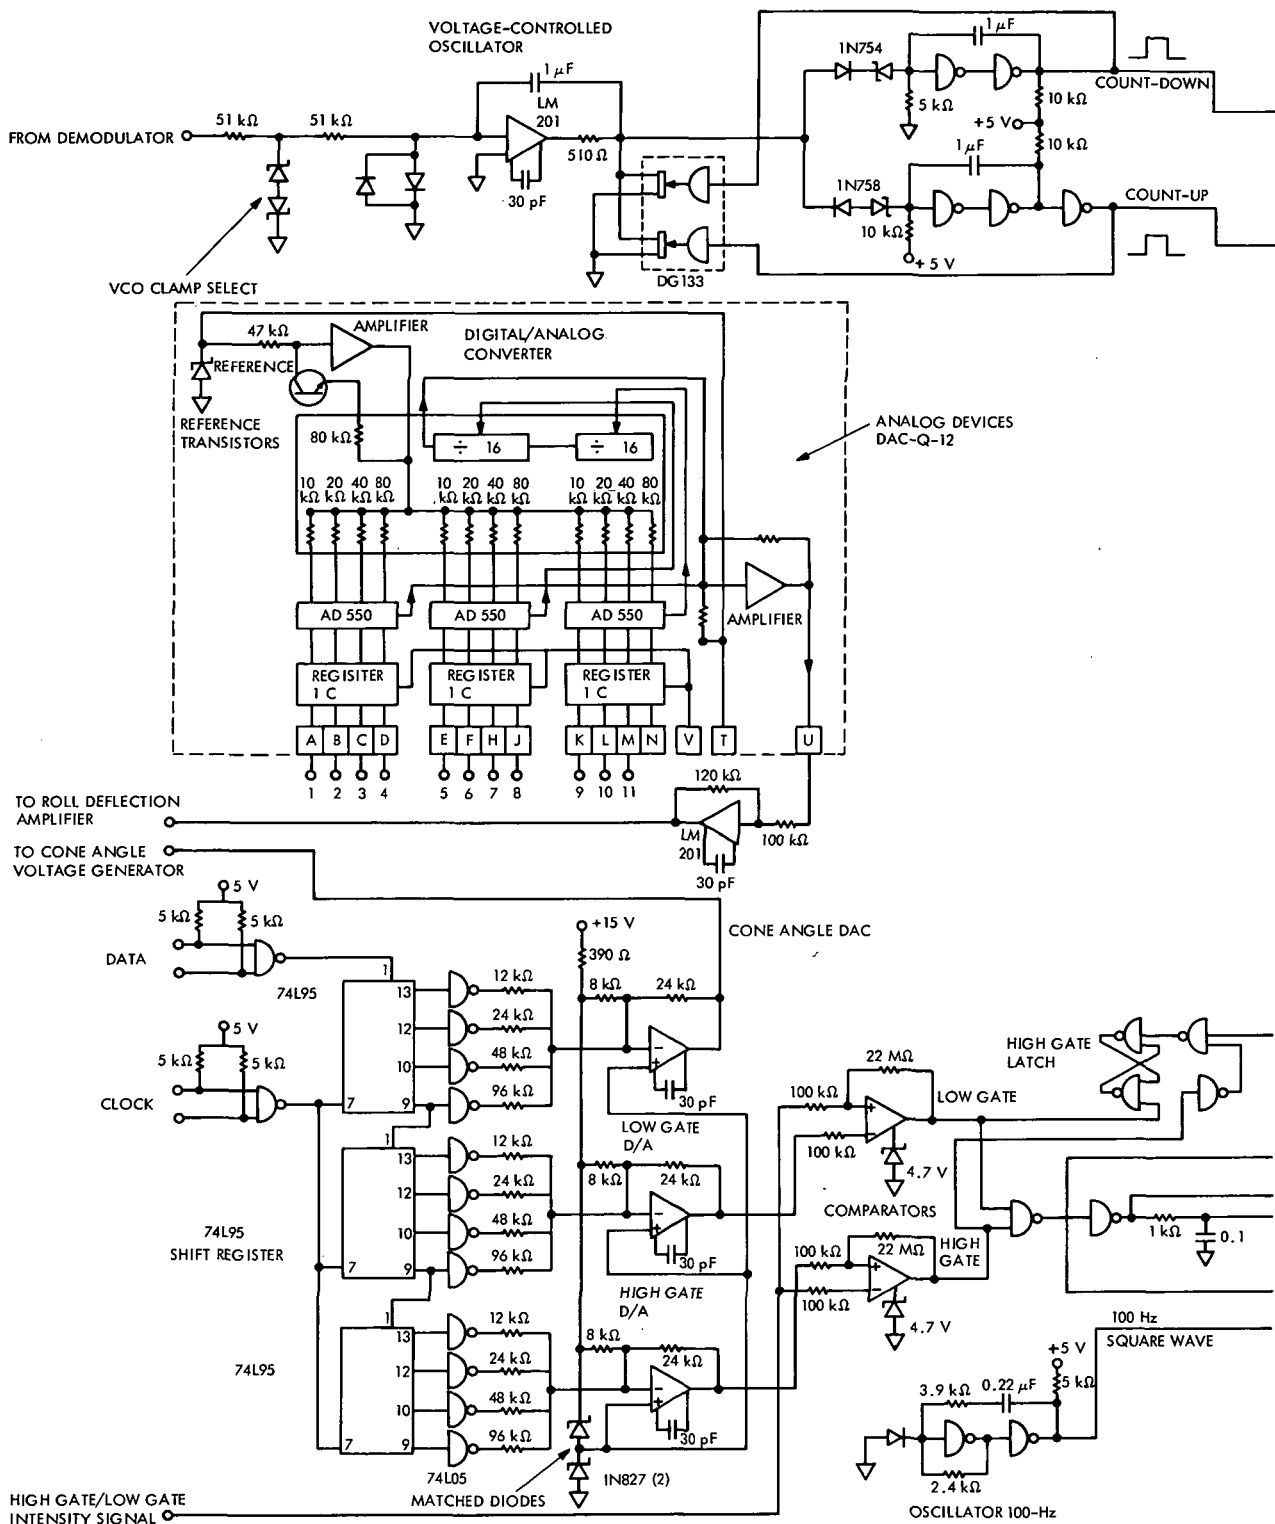 VOLTAGE-CONTROLLED
OSCILLATOR
1 μF
LM
201
51 kΩ
51 kΩ
FROM DEMODULATOR
510 Ω
30 pF
VCO CLAMP SELECT
DG133
1 μF
1N754
5 kΩ
10 kΩ
COUNT-DOWN
+5 V
10 kΩ
1 μF
1N758
10 kΩ
+ 5 V
COUNT-UP
47 kΩ
AMPLIFIER
DIGITAL/ANALOG
CONVERTER
REFERENCE
REFERENCE
TRANSISTORS
80 kΩ
÷ 16
÷ 16
ANALOG DEVICES
DAC-Q-12
10 20 40 80
kΩ kΩ kΩ kΩ
10 20 40 80
kΩ kΩ kΩ kΩ
10 20 40 80
kΩ kΩ kΩ kΩ
AD 550
AD 550
AD 550
AMPLIFIER
REGISITER
1 C
REGISTER
1 C
REGISTER
1 C
A B C D
E F H J
K L M N
V
T
U
1 2 3 4
5 6 7 8
9 10 11
120 kΩ
LM
201
100 kΩ
30 pF
TO ROLL DEFLECTION
AMPLIFIER
TO CONE ANGLE
VOLTAGE GENERATOR
5 V
5 kΩ
5 kΩ
DATA
5 V
5 kΩ
5 kΩ
CLOCK
74L95
1
13
12
10
9
7
12 kΩ
24 kΩ
48 kΩ
96 kΩ
+15 V
390 Ω
CONE ANGLE DAC
8 kΩ
24 kΩ
−
+
30 pF
LOW GATE
D/A
74L95
SHIFT REGISTER
1
13
12
10
9
7
12 kΩ
24 kΩ
48 kΩ
96 kΩ
8 kΩ
24 kΩ
−
+
30 pF
HIGH GATE
D/A
74L95
1
13
12
10
9
7
12 kΩ
24 kΩ
48 kΩ
96 kΩ
74L05
8 kΩ
24 kΩ
−
+
30 pF
1N827 (2)
MATCHED DIODES
HIGH GATE/LOW GATE
INTENSITY SIGNAL
22 MΩ
100 kΩ
100 kΩ
+
−
4.7 V
LOW GATE
HIGH GATE
LATCH
COMPARATORS
22 MΩ
100 kΩ
100 kΩ
+
−
4.7 V
HIGH
GATE
1 kΩ
0.1
100 Hz
SQUARE WAVE
+5 V
5 kΩ
3.9 kΩ
0.22 μF
2.4 kΩ
OSCILLATOR 100-Hz